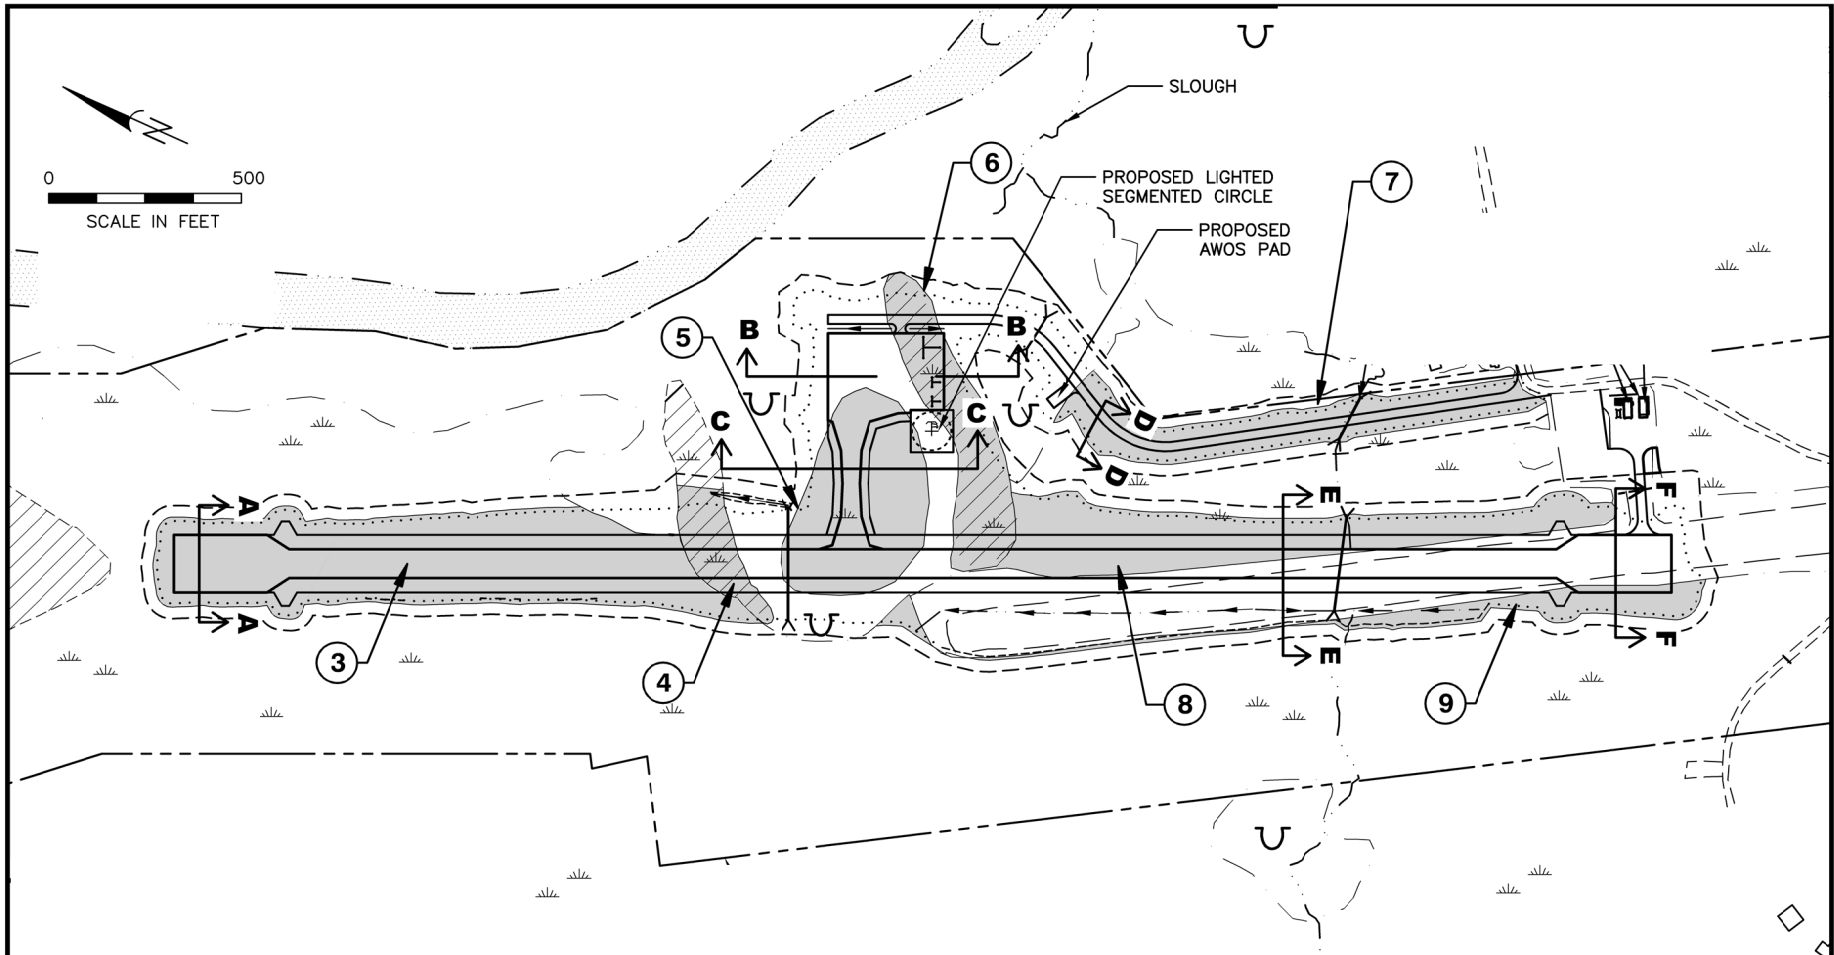 SLOUGH
6
PROPOSED LIGHTED
SEGMENTED CIRCLE
7
N
0 500
SCALE IN FEET
PROPOSED
AWOS PAD
5
B
B
U
U
U
C
C
D
D
A
A
E
E
F
F
3
4
U
8
9
U
U